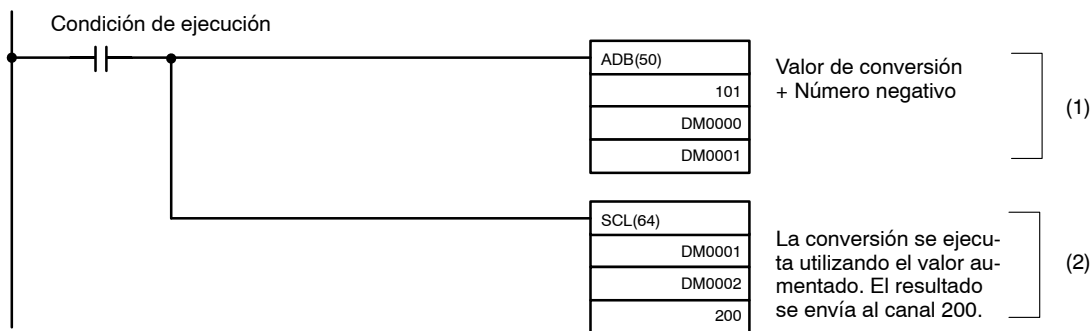 Condición de ejecución
ADB(50)
101
DM0000
DM0001
Valor de conversión
+ Número negativo
(1)
SCL(64)
DM0001
DM0002
200
La conversión se ejecu-
ta utilizando el valor au-
mentado. El resultado
se envía al canal 200.
(2)